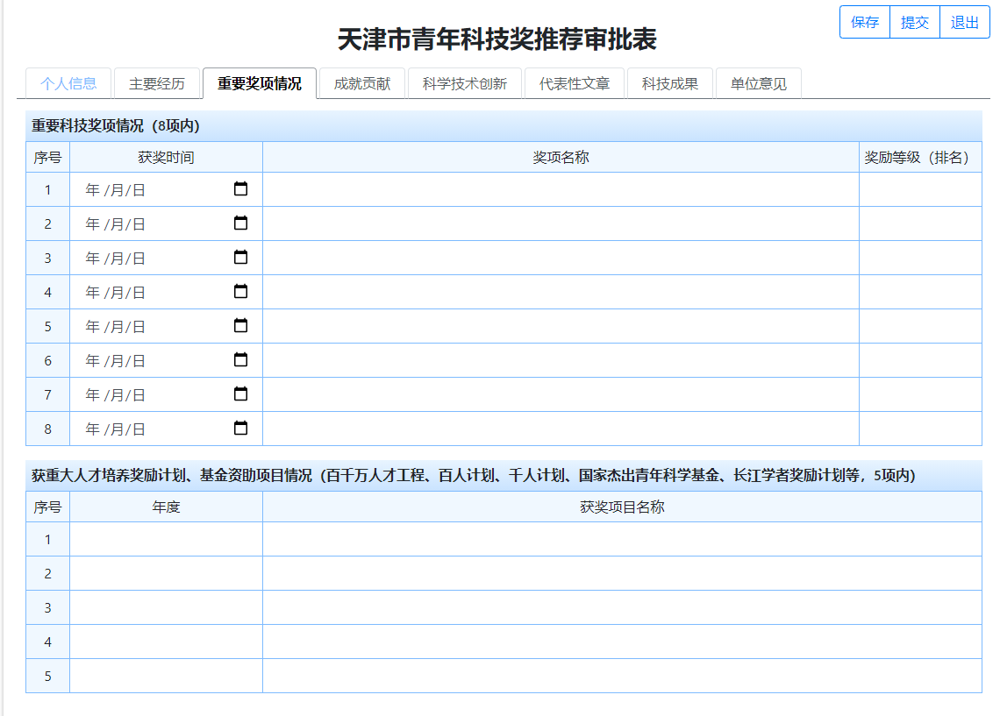 保存 提交 退出
天津市青年科技奖推荐审批表
个人信息 主要经历 重要奖项情况 成就贡献 科学技术创新 代表性文章 科技成果 单位意见
重要科技奖项情况（8项内）
序号 获奖时间 奖项名称 奖励等级（排名）
1 年 /月/日
2 年 /月/日
3 年 /月/日
4 年 /月/日
5 年 /月/日
6 年 /月/日
7 年 /月/日
8 年 /月/日
获重大人才培养奖励计划、基金资助项目情况（百千万人才工程、百人计划、千人计划、国家杰出青年科学基金、长江学者奖励计划等，5项内）
序号 年度 获奖项目名称
1
2
3
4
5